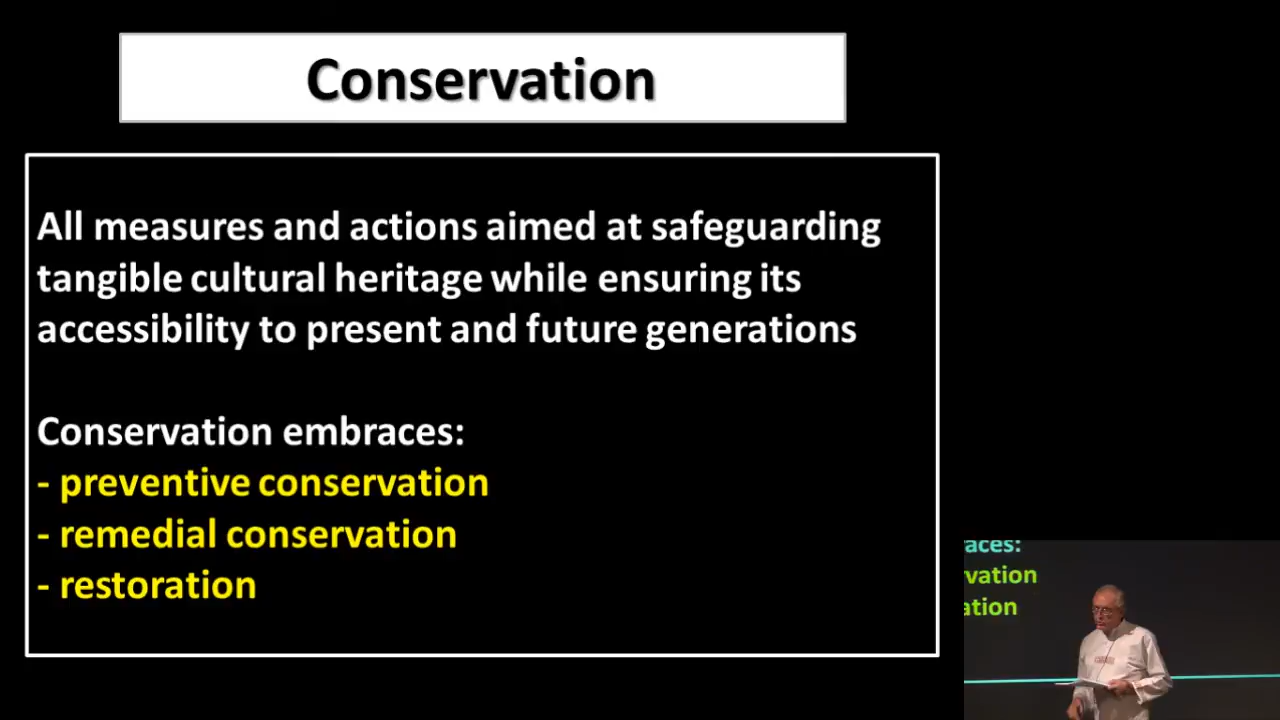 Conservation
All measures and actions aimed at safeguarding
tangible cultural heritage while ensuring its
accessibility to present and future generations
Conservation embraces:
- preventive conservation
- remedial conservation
- restoration
aces:
vation
ation